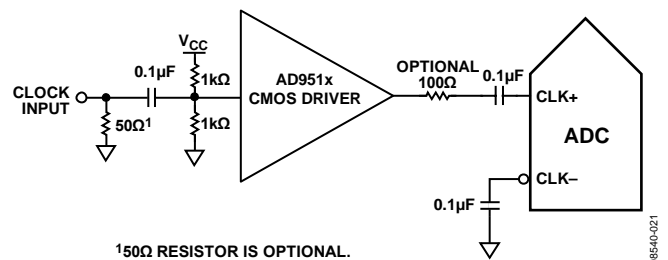 VCC
0.1µF
1kΩ
CLOCK
INPUT
50Ω1
1kΩ
AD951x
CMOS DRIVER
OPTIONAL
100Ω
0.1µF
CLK+
ADC
CLK–
0.1µF
150Ω RESISTOR IS OPTIONAL.
08540-021